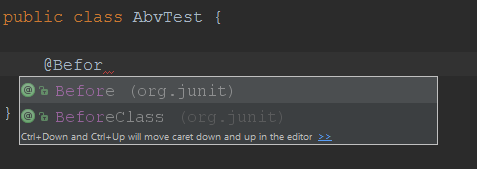 public class AbvTest {
@Befor
Before (org.junit)
BeforeClass (org.junit)
}
Ctrl+Down and Ctrl+Up will move caret down and up in the editor >>